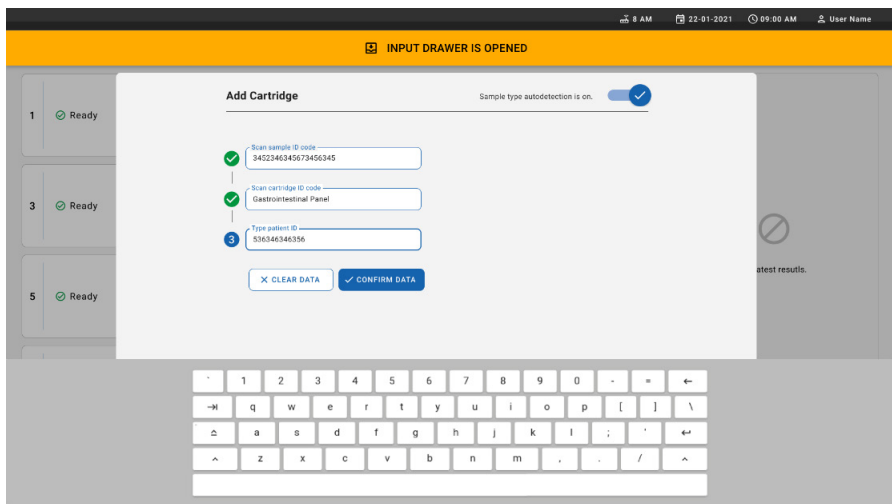 8 AM 22-01-2021 09:00 AM User Name
INPUT DRAWER IS OPENED
Add Cartridge
Sample type autodetection is on.
1 Ready
3 Ready
5 Ready
Scan sample ID code
3452346345673456345
Scan cartridge ID code
Gastrointestinal Panel
3
Type patient ID
536346346356
CLEAR DATA
CONFIRM DATA
atest resutls.
` 1 2 3 4 5 6 7 8 9 0 - =
q w e r t y u i o p [ ] \
a s d f g h j k l ; '
z x c v b n m , . /